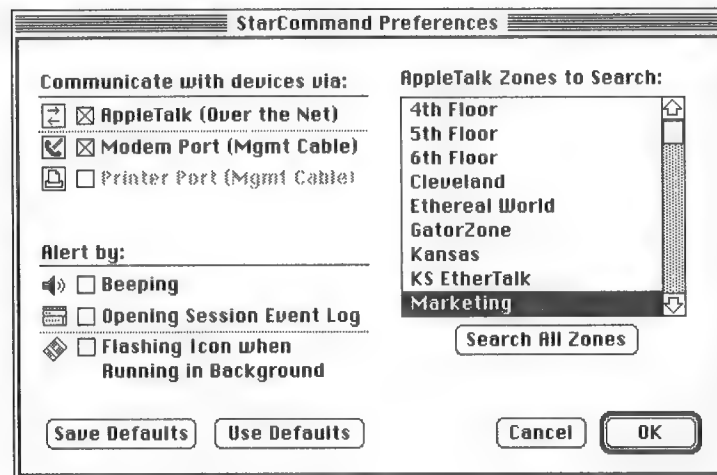 StarCommand Preferences
Communicate with devices via:
AppleTalk (Over the Net)
Modem Port (Mgmt Cable)
Printer Port (Mgmt Cable)
Alert by:
Beeping
Opening Session Event Log
Flashing Icon when
Running in Background
AppleTalk Zones to Search:
4th Floor
5th Floor
6th Floor
Cleveland
Ethereal World
GatorZone
Kansas
KS EtherTalk
Marketing
Search All Zones
Save Defaults
Use Defaults
Cancel
OK